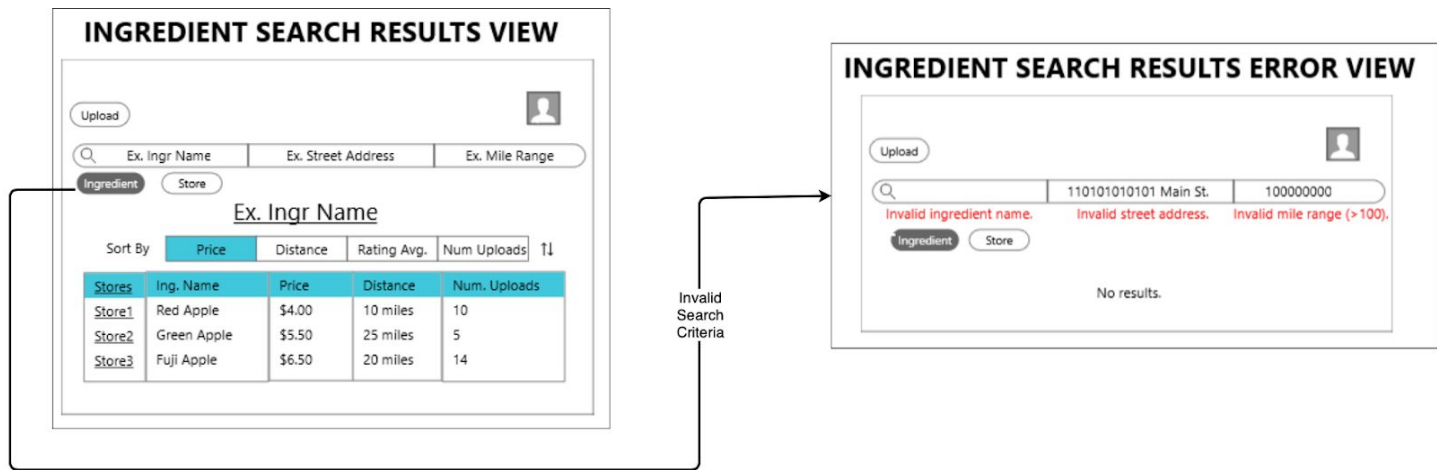 INGREDIENT SEARCH RESULTS VIEW
Upload
Ex. Ingr Name Ex. Street Address Ex. Mile Range
Ingredient Store
Ex. Ingr Name
Sort By Price Distance Rating Avg. Num Uploads
Stores Ing. Name Price Distance Num. Uploads
Store1 Red Apple $4.00 10 miles 10
Store2 Green Apple $5.50 25 miles 5
Store3 Fuji Apple $6.50 20 miles 14
Invalid
Search
Criteria
INGREDIENT SEARCH RESULTS ERROR VIEW
Upload
110101010101 Main St. 100000000
Invalid ingredient name. Invalid street address. Invalid mile range (>100).
Ingredient Store
No results.